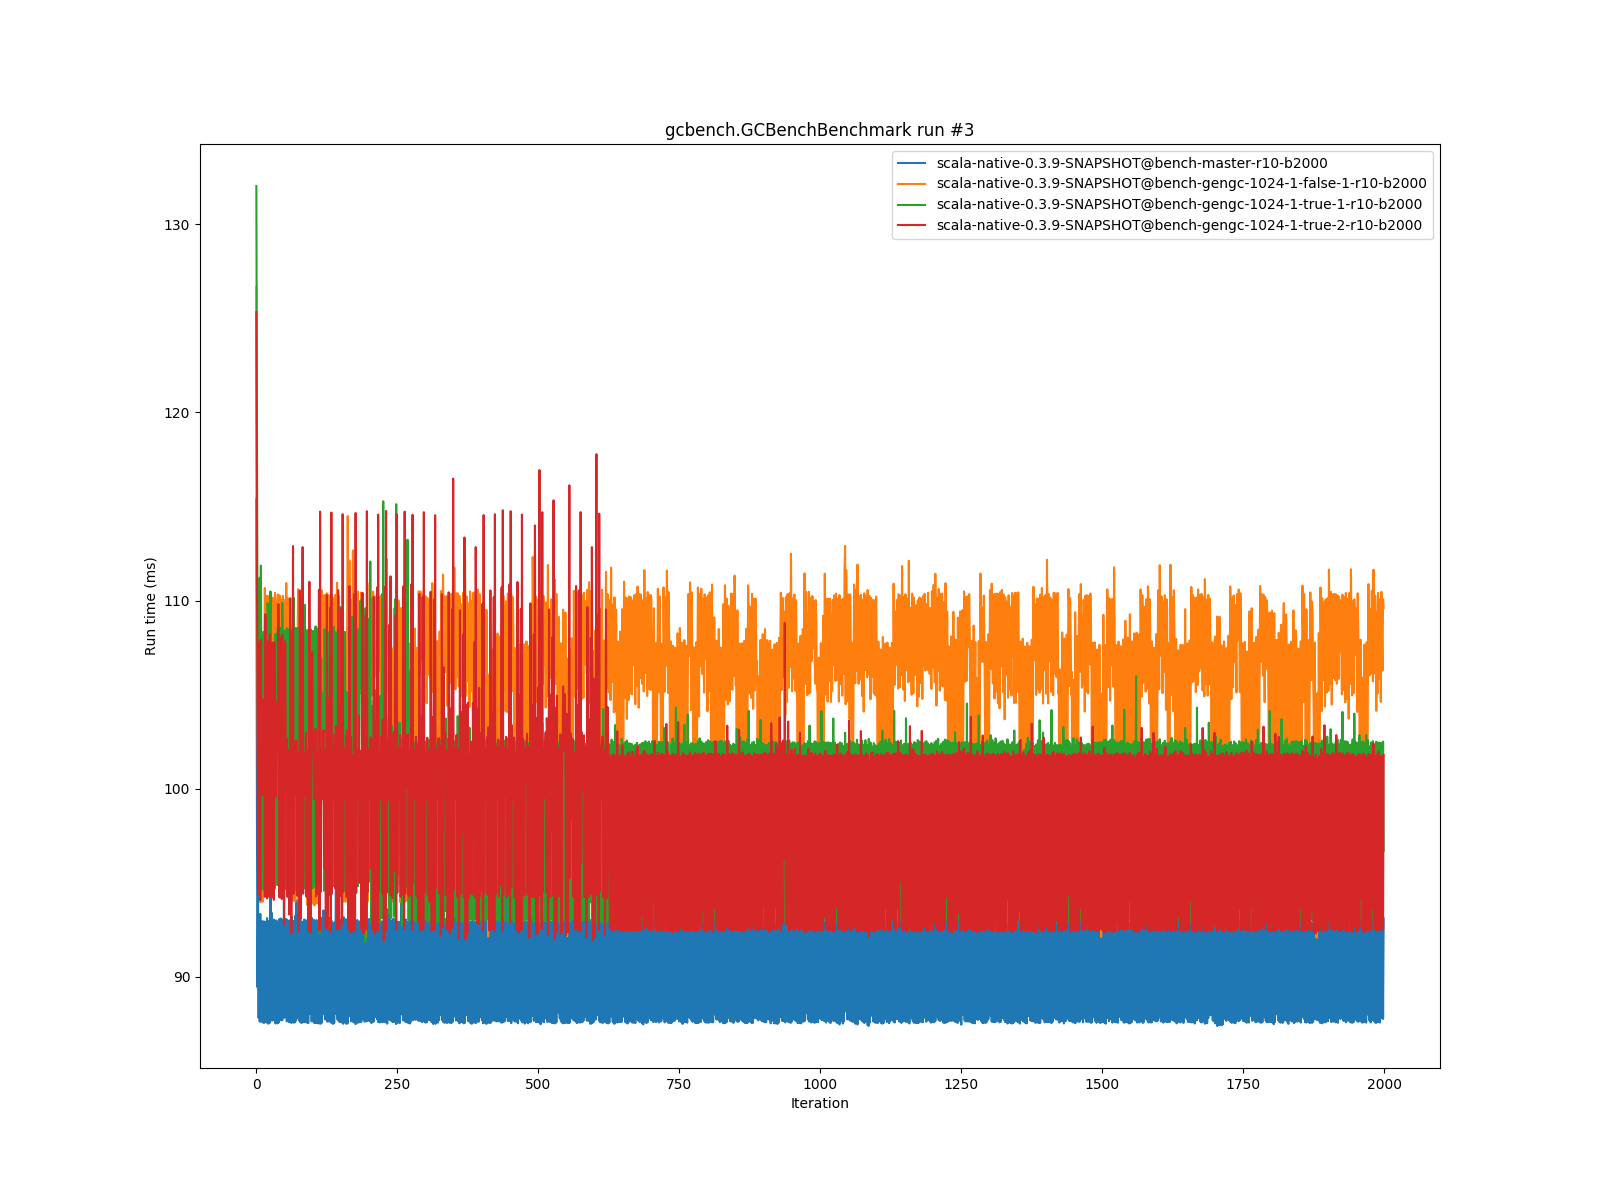 gcbench.GCBenchBenchmark run #3
scala-native-0.3.9-SNAPSHOT@bench-master-r10-b2000
scala-native-0.3.9-SNAPSHOT@bench-gengc-1024-1-false-1-r10-b2000
scala-native-0.3.9-SNAPSHOT@bench-gengc-1024-1-true-1-r10-b2000
scala-native-0.3.9-SNAPSHOT@bench-gengc-1024-1-true-2-r10-b2000
130
120
110
100
90
Run time (ms)
0 250 500 750 1000 1250 1500 1750 2000
Iteration